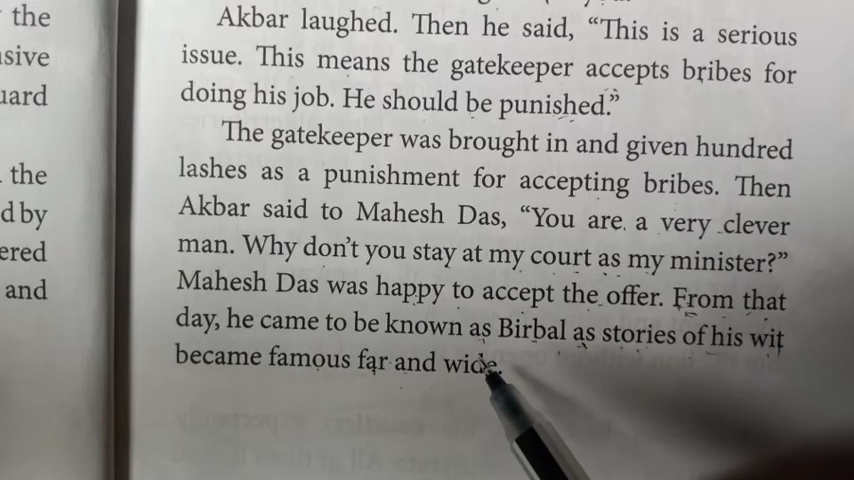 the
Akbar laughed. Then he said, “This is a serious
issue. This means the gatekeeper accepts bribes for
doing his job. He should be punished.”
The gatekeeper was brought in and given hundred
the
lashes as a punishment for accepting bribes. Then
d by
Akbar said to Mahesh Das, “You are a very clever
man. Why don’t you stay at my court as my minister?”
and
Mahesh Das was happy to accept the offer. From that
day, he came to be known as Birbal as stories of his wit
became famous far and wide.